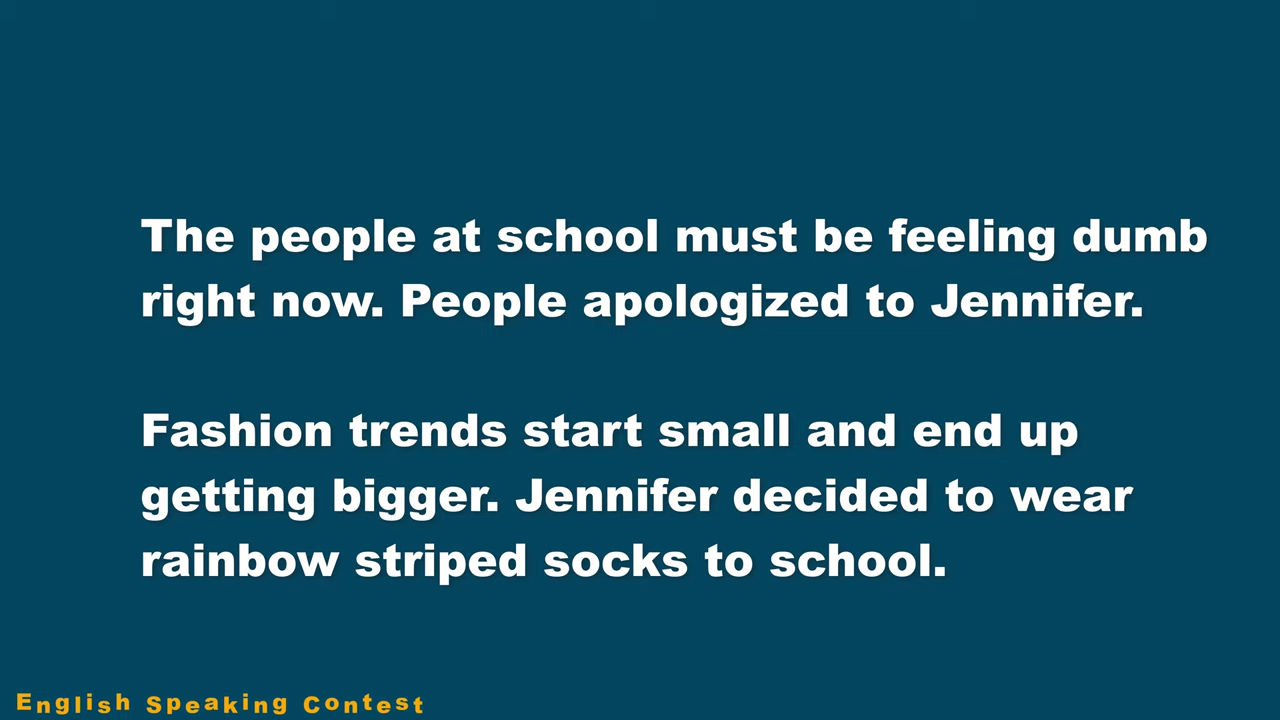 The people at school must be feeling dumb
right now. People apologized to Jennifer.
Fashion trends start small and end up
getting bigger. Jennifer decided to wear
rainbow striped socks to school.
English Speaking Contest